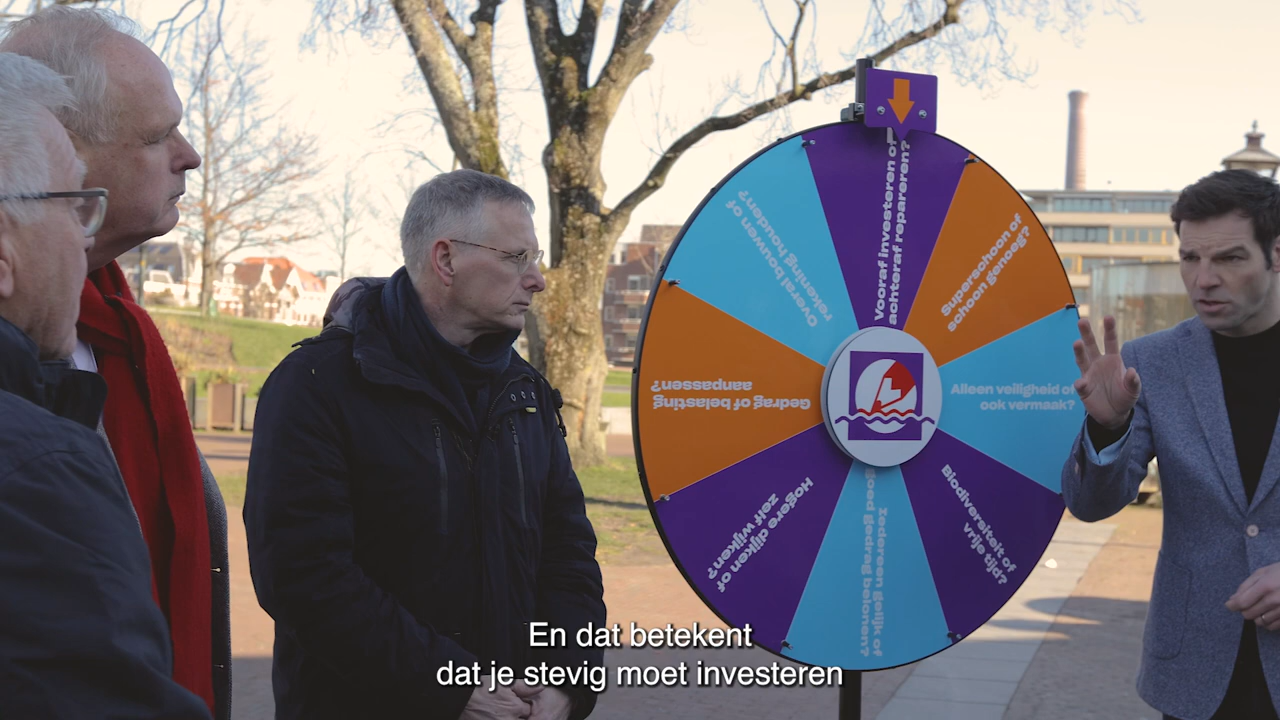 Vooraf investeren of
achteraf repareren?
Superschoon of
schoon genoeg?
Alleen veiligheid of
ook vermaak?
Biodiversiteit of
vrije tijd?
Iedereen gelijk of
goed gedrag belonen?
Hogere dijken of
zelf wijken?
Gedrag of belasting
aanpassen?
Overal bouwen of
rekening houden?
En dat betekent
dat je stevig moet investeren